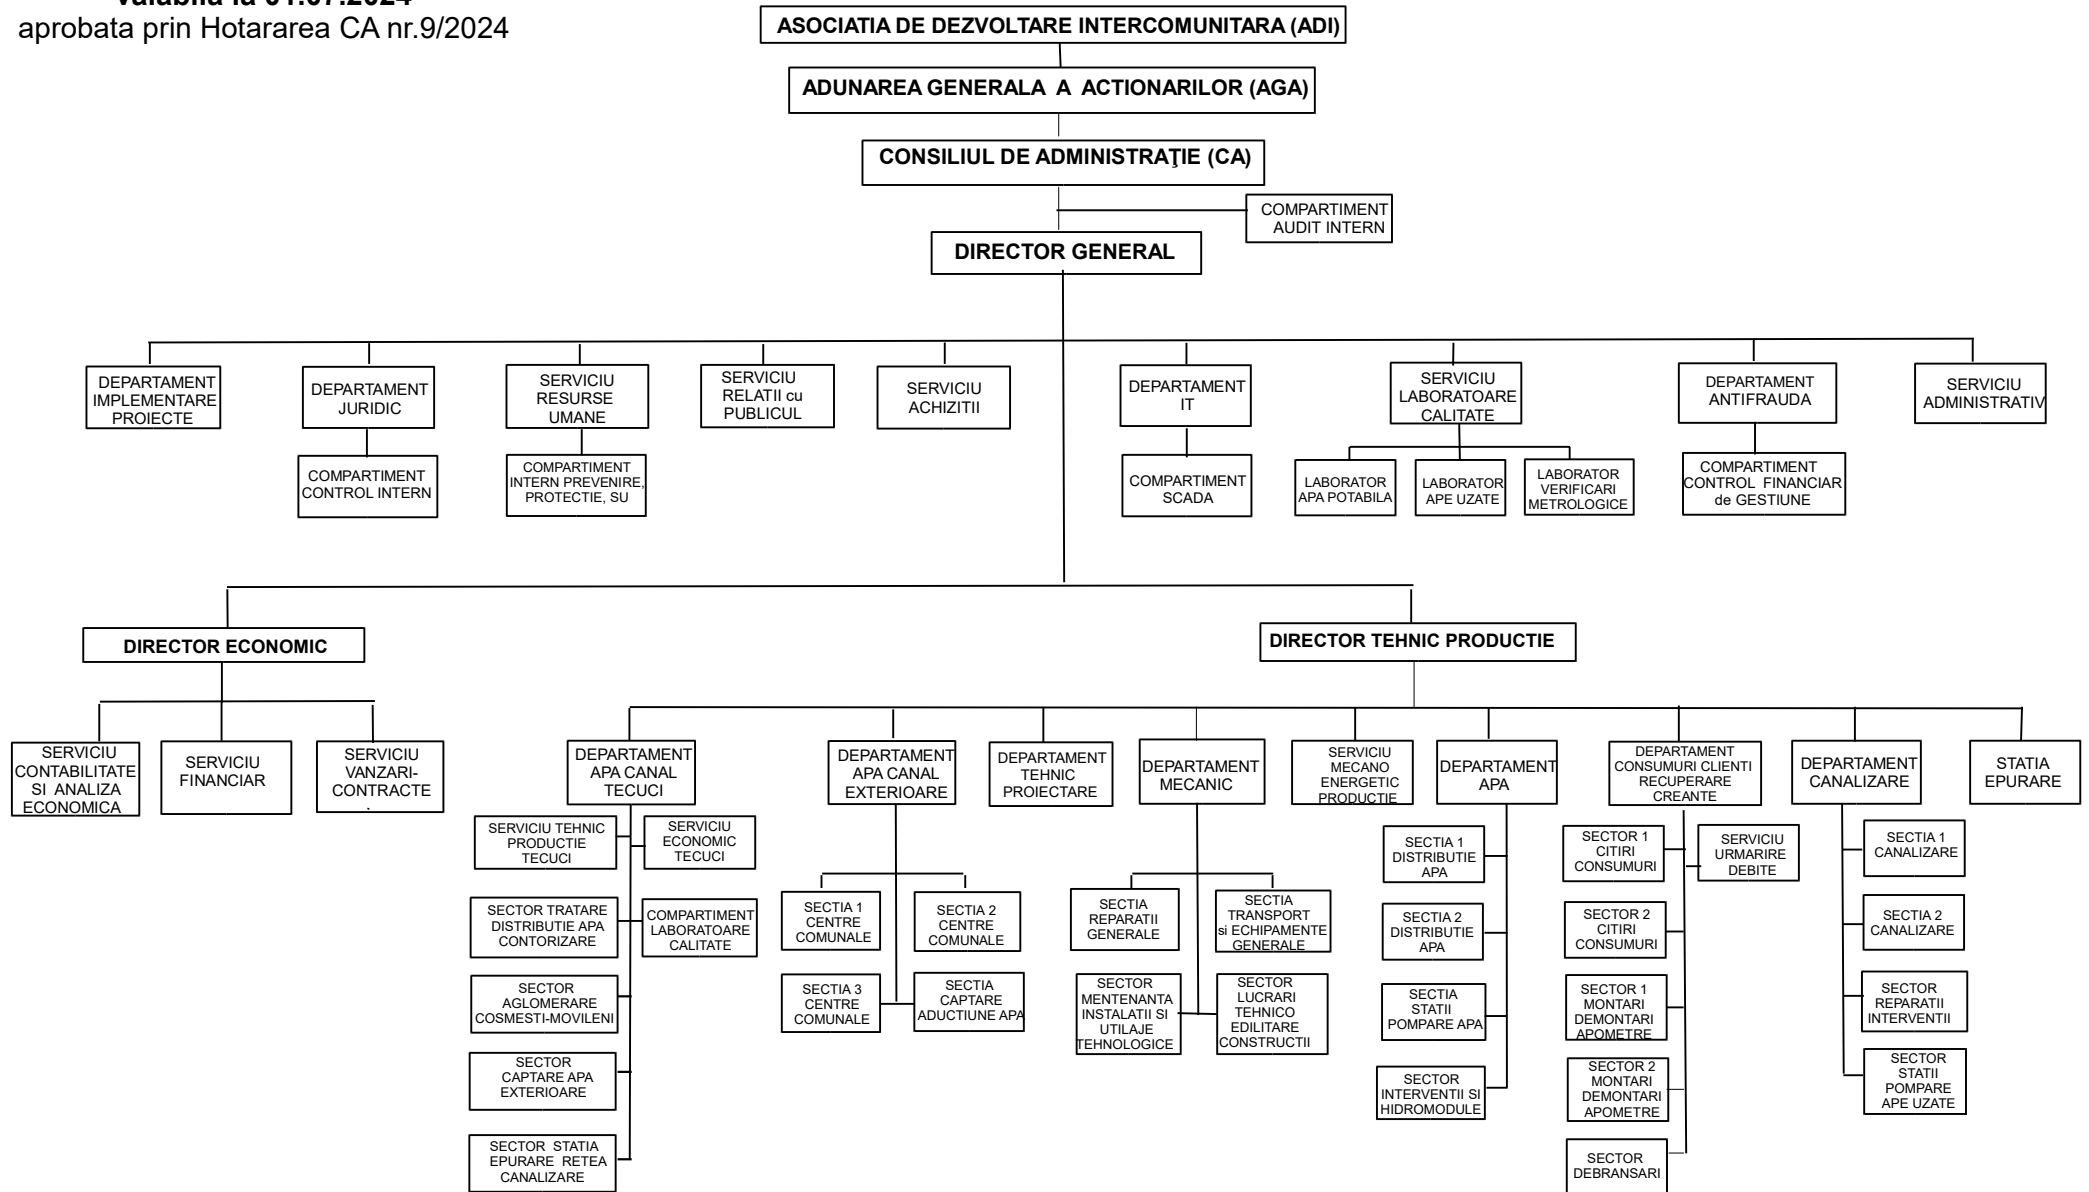 valabila la 01.07.2024
aprobata prin Hotararea CA nr.9/2024
ASOCIATIA DE DEZVOLTARE INTERCOMUNITARA (ADI)
ADUNAREA GENERALA A ACTIONARILOR (AGA)
CONSILIUL DE ADMINISTRAŢIE (CA)
COMPARTIMENT
AUDIT INTERN
DIRECTOR GENERAL
DEPARTAMENT
IMPLEMENTARE
PROIECTE
DEPARTAMENT
JURIDIC
SERVICIU
RESURSE
UMANE
SERVICIU
RELATII cu
PUBLICUL
SERVICIU
ACHIZITII
DEPARTAMENT
IT
SERVICIU
LABORATOARE
CALITATE
DEPARTAMENT
ANTIFRAUDA
SERVICIU
ADMINISTRATIV
COMPARTIMENT
CONTROL INTERN
COMPARTIMENT
INTERN PREVENIRE,
PROTECTIE, SU
COMPARTIMENT
SCADA
LABORATOR
APA POTABILA
LABORATOR
APE UZATE
LABORATOR
VERIFICARI
METROLOGICE
COMPARTIMENT
CONTROL FINANCIAR
de GESTIUNE
DIRECTOR ECONOMIC
DIRECTOR TEHNIC PRODUCTIE
SERVICIU
CONTABILITATE
SI ANALIZA
ECONOMICA
SERVICIU
FINANCIAR
SERVICIU
VANZARI-
CONTRACTE
.
DEPARTAMENT
APA CANAL
TECUCI
DEPARTAMENT
APA CANAL
EXTERIOARE
DEPARTAMENT
TEHNIC
PROIECTARE
DEPARTAMENT
MECANIC
SERVICIU
MECANO
ENERGETIC
PRODUCTIE
DEPARTAMENT
APA
DEPARTAMENT
CONSUMURI CLIENTI
RECUPERARE
CREANTE
DEPARTAMENT
CANALIZARE
STATIA
EPURARE
SERVICIU TEHNIC
PRODUCTIE
TECUCI
SERVICIU
ECONOMIC
TECUCI
SECTOR TRATARE
DISTRIBUTIE APA
CONTORIZARE
COMPARTIMENT
LABORATOARE
CALITATE
SECTOR
AGLOMERARE
COSMESTI-MOVILENI
SECTOR
CAPTARE APA
EXTERIOARE
SECTOR STATIA
EPURARE RETEA
CANALIZARE
SECTIA 1
CENTRE
COMUNALE
SECTIA 2
CENTRE
COMUNALE
SECTIA 3
CENTRE
COMUNALE
SECTIA
CAPTARE
ADUCTIUNE APA
SECTIA
REPARATII
GENERALE
SECTIA
TRANSPORT
si ECHIPAMENTE
GENERALE
SECTOR
MENTENANTA
INSTALATII SI
UTILAJE
TEHNOLOGICE
SECTOR
LUCRARI
TEHNICO
EDILITARE
CONSTRUCTII
SECTIA 1
DISTRIBUTIE
APA
SECTIA 2
DISTRIBUTIE
APA
SECTIA
STATII
POMPARE APA
SECTOR
INTERVENTII SI
HIDROMODULE
SECTOR 1
CITIRI
CONSUMURI
SERVICIU
URMARIRE
DEBITE
SECTOR 2
CITIRI
CONSUMURI
SECTOR 1
MONTARI
DEMONTARI
APOMETRE
SECTOR 2
MONTARI
DEMONTARI
APOMETRE
SECTOR
DEBRANSARI
SECTIA 1
CANALIZARE
SECTIA 2
CANALIZARE
SECTOR
REPARATII
INTERVENTII
SECTOR
STATII
POMPARE
APE UZATE